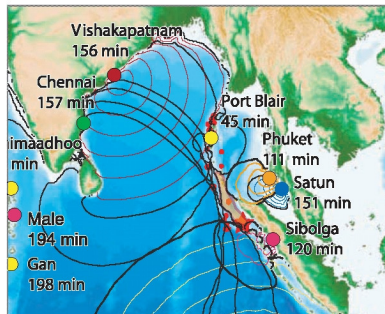 Vishakapatnam
156 min
Chennai
157 min
Port Blair
45 min
Phuket
111 min
Satun
151 min
min
Male
194 min
Sibolga
120 min
Gan
198 min